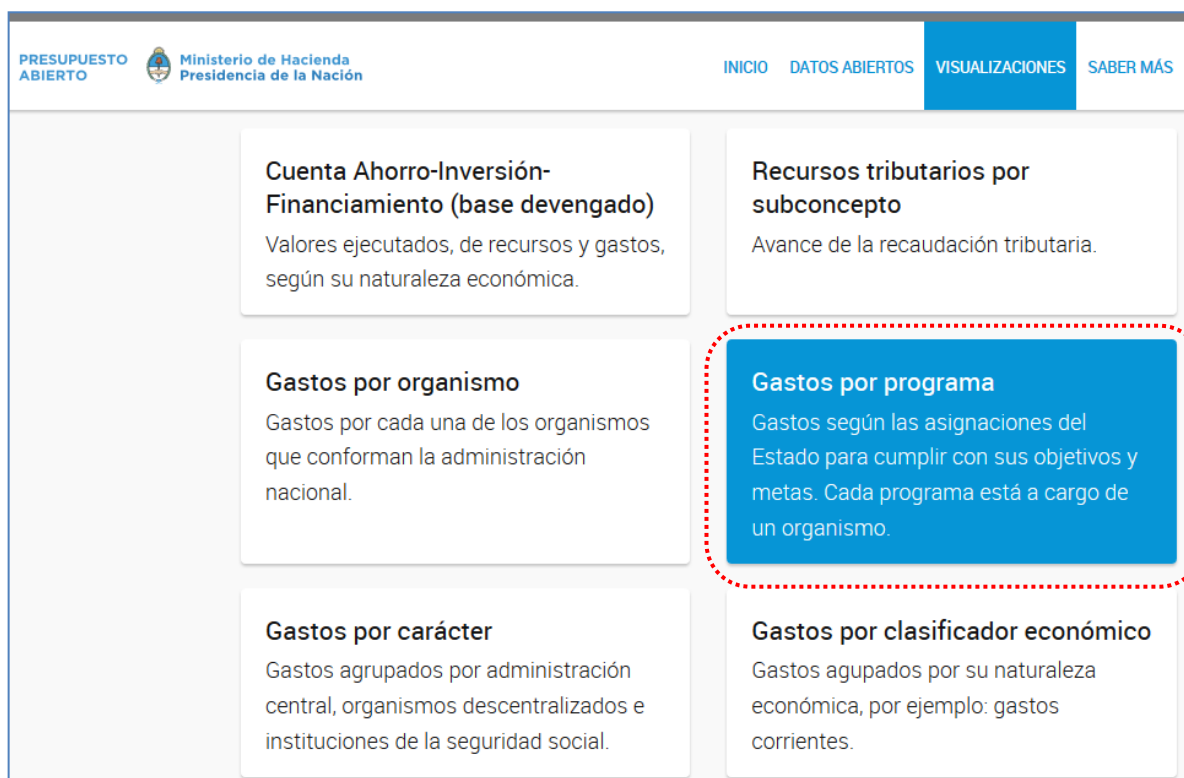 PRESUPUESTO
ABIERTO
Ministerio de Hacienda
Presidencia de la Nación
INICIO DATOS ABIERTOS VISUALIZACIONES SABER MÁS
Cuenta Ahorro-Inversión-
Financiamiento (base devengado)
Valores ejecutados, de recursos y gastos,
según su naturaleza económica.
Recursos tributarios por
subconcepto
Avance de la recaudación tributaria.
Gastos por organismo
Gastos por cada una de los organismos
que conforman la administración
nacional.
Gastos por programa
Gastos según las asignaciones del
Estado para cumplir con sus objetivos y
metas. Cada programa está a cargo de
un organismo.
Gastos por carácter
Gastos agrupados por administración
central, organismos descentralizados e
instituciones de la seguridad social.
Gastos por clasificador económico
Gastos agupados por su naturaleza
económica, por ejemplo: gastos
corrientes.